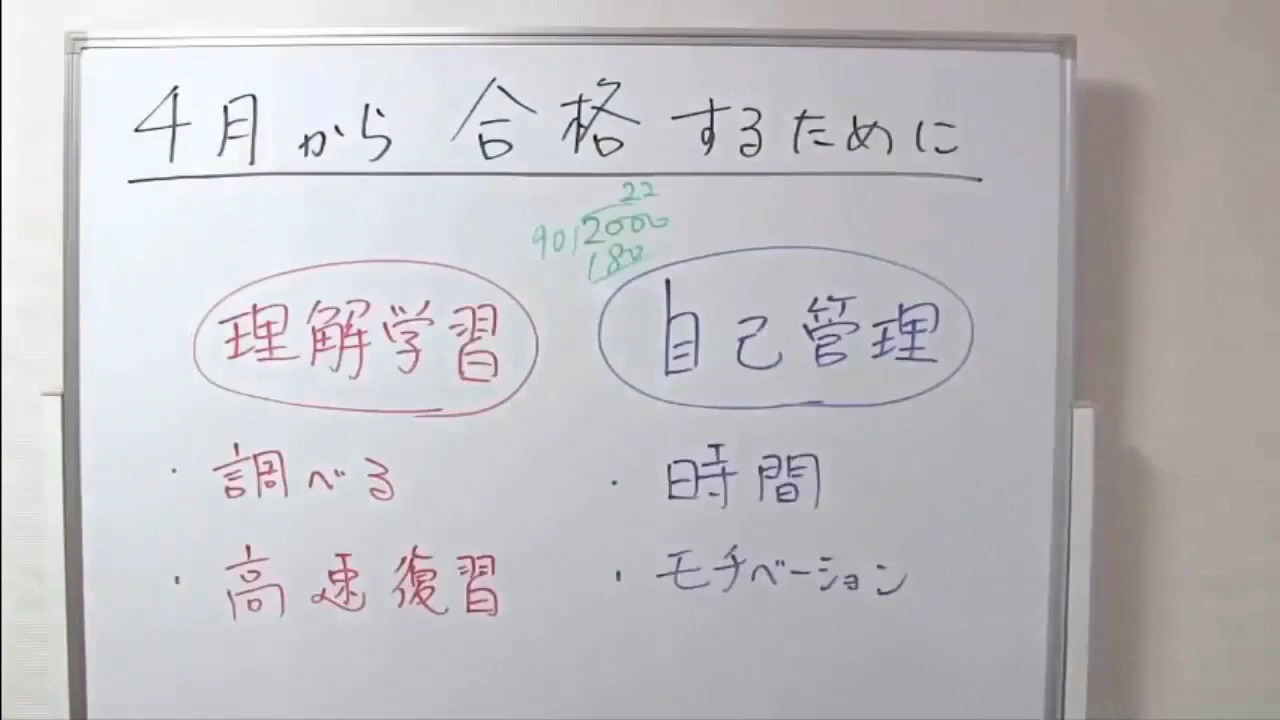 4月から合格するために
22
90)2000
180
理解学習
自己管理
・調べる
・時間
・高速復習
・モチベーション